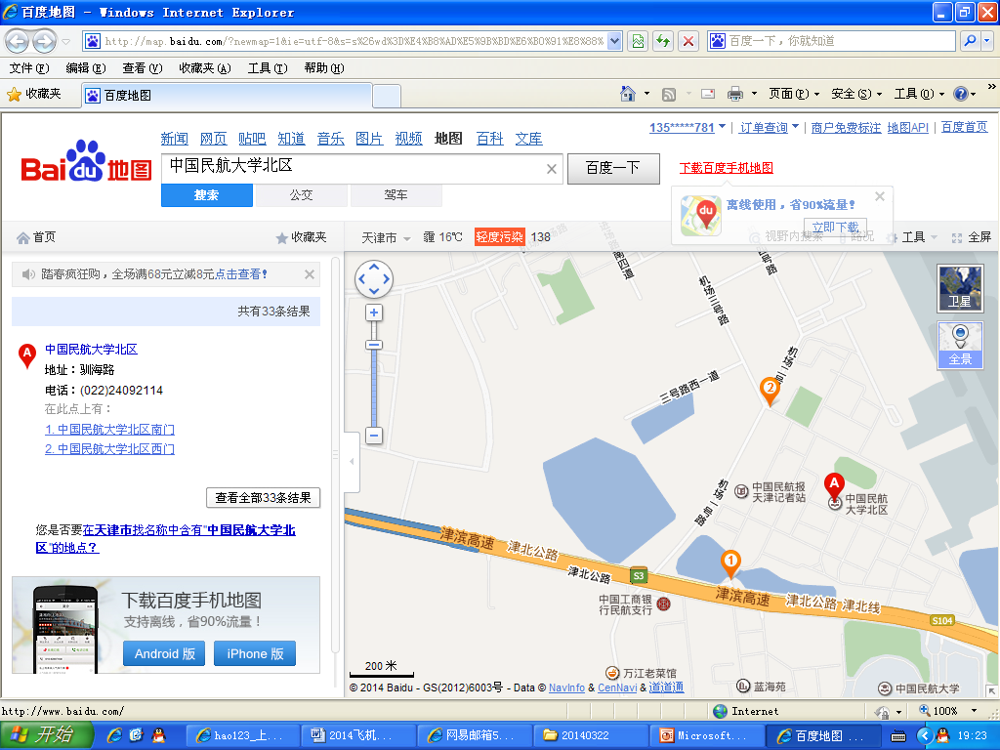 百度地图 - Windows Internet Explorer
http://map.baidu.com/?newmap=1&ie=utf-8&s=s%26wd%3D%E4%B8%AD%E5%9B%BD%E6%B0%91%E8%88%
百度一下，你就知道
文件(F) 编辑(E) 查看(V) 收藏夹(A) 工具(T) 帮助(H)
收藏夹 百度地图 页面(P) 安全(S) 工具(O)
135*****781 订单查询 商户免费标注 地图API 百度首页
Bai du 地图
新闻 网页 贴吧 知道 音乐 图片 视频 地图 百科 文库
中国民航大学北区 百度一下 下载百度手机地图
搜索 公交 驾车
离线使用，省90%流量！
立即下载
首页 收藏夹 天津市 霾 16℃ 轻度污染 138 视野内搜索 路况 工具 全屏
踏春疯狂购，全场满68元立减8元点击查看！
共有33条结果
A 中国民航大学北区
地址：驯海路
电话：(022)24092114
在此点上有：
1. 中国民航大学北区南门
2. 中国民航大学北区西门
查看全部33条结果
您是否要在天津市找名称中含有"中国民航大学北
区"的地点？
下载百度手机地图
支持离线，省90%流量！
Android 版 iPhone 版
卫星
全景
机场三号路
机场二号路
三号路西一道
2
机场一号路
中国民航报
天津记者站
A
中国民航
大学北区
津滨高速 津北公路
津北公路
S3
1
津滨高速 津北公路 津北线
S104
中国工商银
行民航支行
万江老菜馆
蓝海苑
中国民航大学
200 米
© 2014 Baidu - GS(2012)6003号 - Data © NavInfo & CenNavi & 道道通
http://www.baidu.com/ Internet 100%
开始 hao123_上... 2014飞机... 网易邮箱5... 20140322 Microsoft... 百度地图 ... 19:23